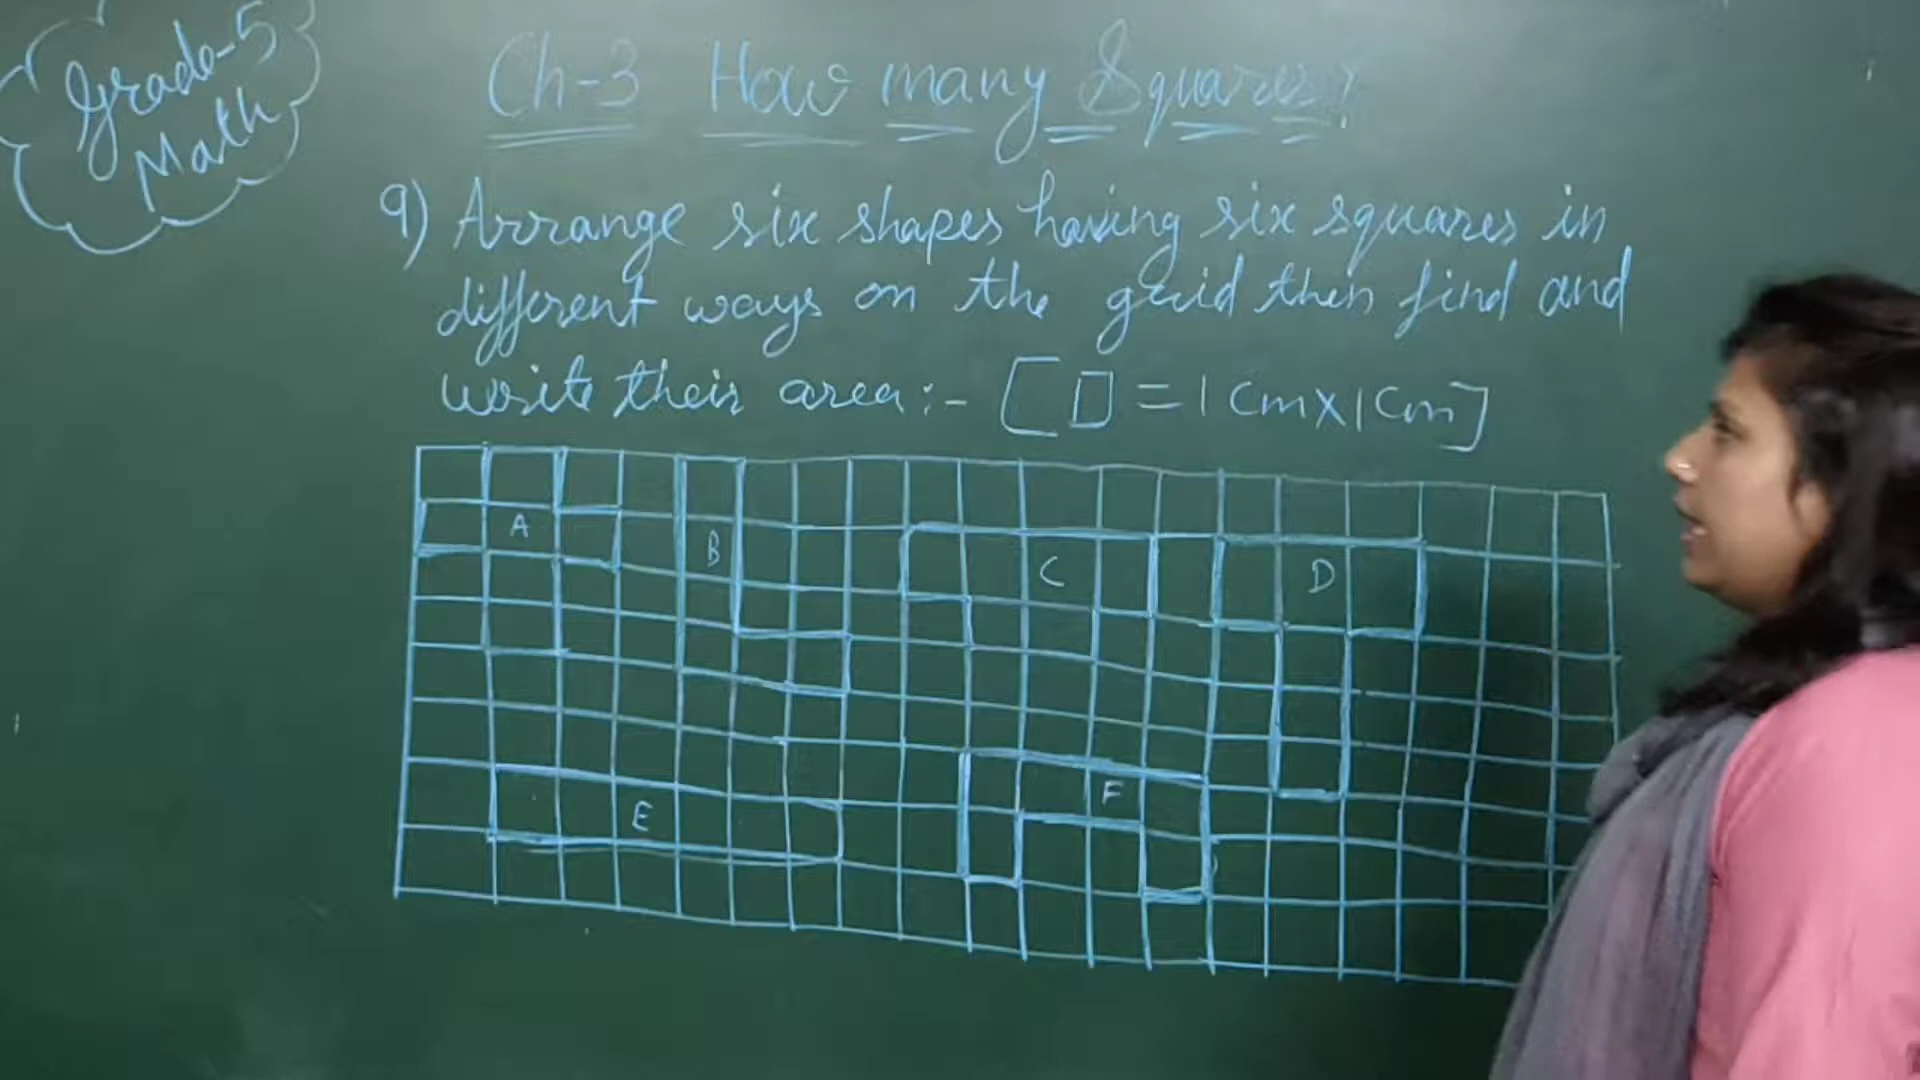 Grade-5
Math
Ch-3 How many Squares?
9) Arrange six shapes having six squares in
different ways on the grid then find and
write their area:- [□ = 1 cm x 1 cm]
A
B
C
D
E
F